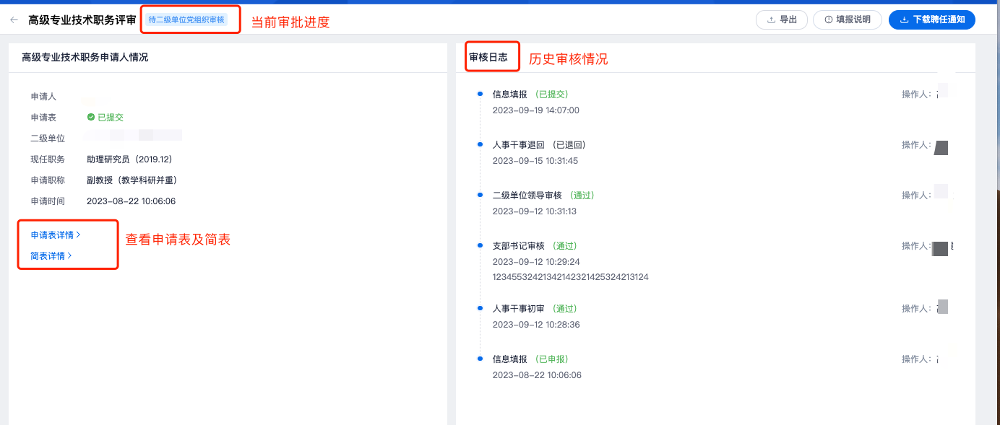 高级专业技术职务评审
待二级单位党组织审核
当前审批进度
导出
填报说明
下载聘任通知
高级专业技术职务申请人情况
申请人
申请表
已提交
二级单位
现任职务
助理研究员（2019.12）
申请职称
副教授（教学科研并重）
申请时间
2023-08-22 10:06:06
申请表详情
简表详情
查看申请表及简表
审核日志
历史审核情况
信息填报 （已提交）
操作人：
2023-09-19 14:07:00
人事干事退回 （已退回）
操作人：
2023-09-15 10:31:45
二级单位领导审核 （通过）
操作人：
2023-09-12 10:31:13
支部书记审核 （通过）
操作人：
2023-09-12 10:29:24
12345532421342142321425324213124
人事干事初审 （通过）
操作人：
2023-09-12 10:28:36
信息填报 （已申报）
操作人：
2023-08-22 10:06:06